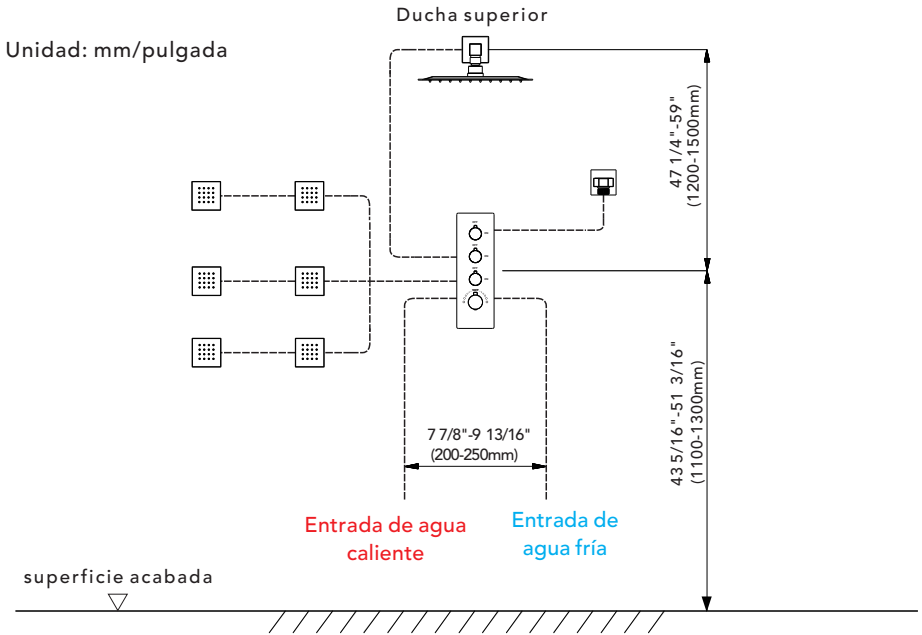 Ducha superior
Unidad: mm/pulgada
47 1/4"-59"
(1200-1500mm)
43 5/16"-51 3/16"
(1100-1300mm)
7 7/8"-9 13/16"
(200-250mm)
Entrada de agua
caliente
Entrada de
agua fría
superficie acabada